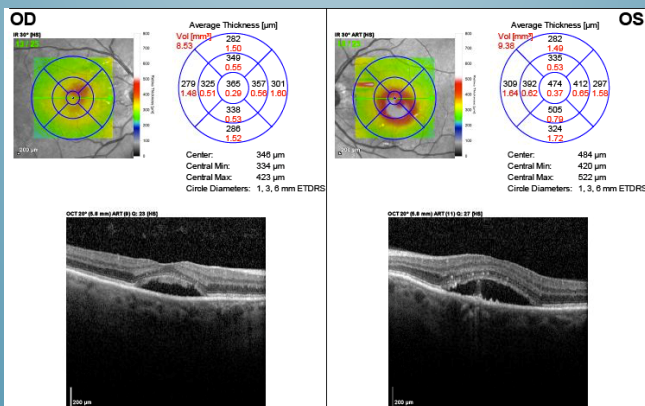 OD
OS
IR 30° [HS]
Average Thickness [µm]
Vol [mm³]
8.53
282
1.50
349
0.55
279 325 365 357 301
1.48 0.51 0.29 0.56 1.60
338
0.53
286
1.52
Center: 346 µm
Central Min: 334 µm
Central Max: 423 µm
Circle Diameters: 1, 3, 6 mm ETDRS
200 µm
OCT 20° (5.8 mm) ART (9) Q: 23 [HS]
200 µm
IR 30° ART [HS]
Average Thickness [µm]
Vol [mm³]
9.38
282
1.49
335
0.53
309 392 474 412 297
1.64 0.62 0.37 0.65 1.58
505
0.79
324
1.72
Center: 484 µm
Central Min: 420 µm
Central Max: 522 µm
Circle Diameters: 1, 3, 6 mm ETDRS
200 µm
OCT 20° (5.8 mm) ART (11) Q: 27 [HS]
200 µm